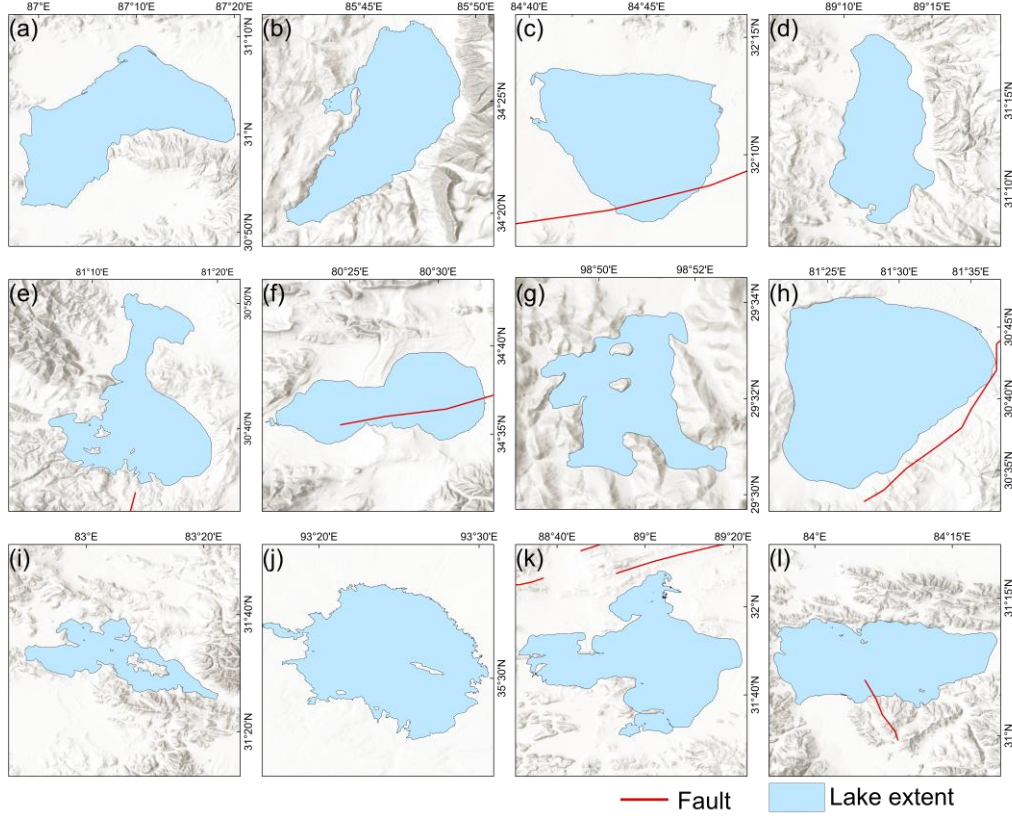 87°E 87°10'E 87°20'E
(a)
31°10'N
31°N
30°50'N
85°45'E 85°50'E
(b)
34°25'N
34°20'N
84°40'E 84°45'E
(c)
32°15'N
32°10'N
89°10'E 89°15'E
(d)
31°15'N
31°10'N
81°10'E 81°20'E
(e)
30°50'N
30°40'N
80°25'E 80°30'E
(f)
34°40'N
34°35'N
98°50'E 98°52'E
(g)
29°34'N
29°32'N
29°30'N
81°25'E 81°30'E 81°35'E
(h)
30°45'N
30°40'N
30°35'N
83°E 83°20'E
(i)
31°40'N
31°20'N
93°20'E 93°30'E
(j)
35°30'N
88°40'E 89°E 89°20'E
(k)
32°N
31°40'N
84°E 84°15'E
(l)
31°15'N
31°N
Fault
Lake extent